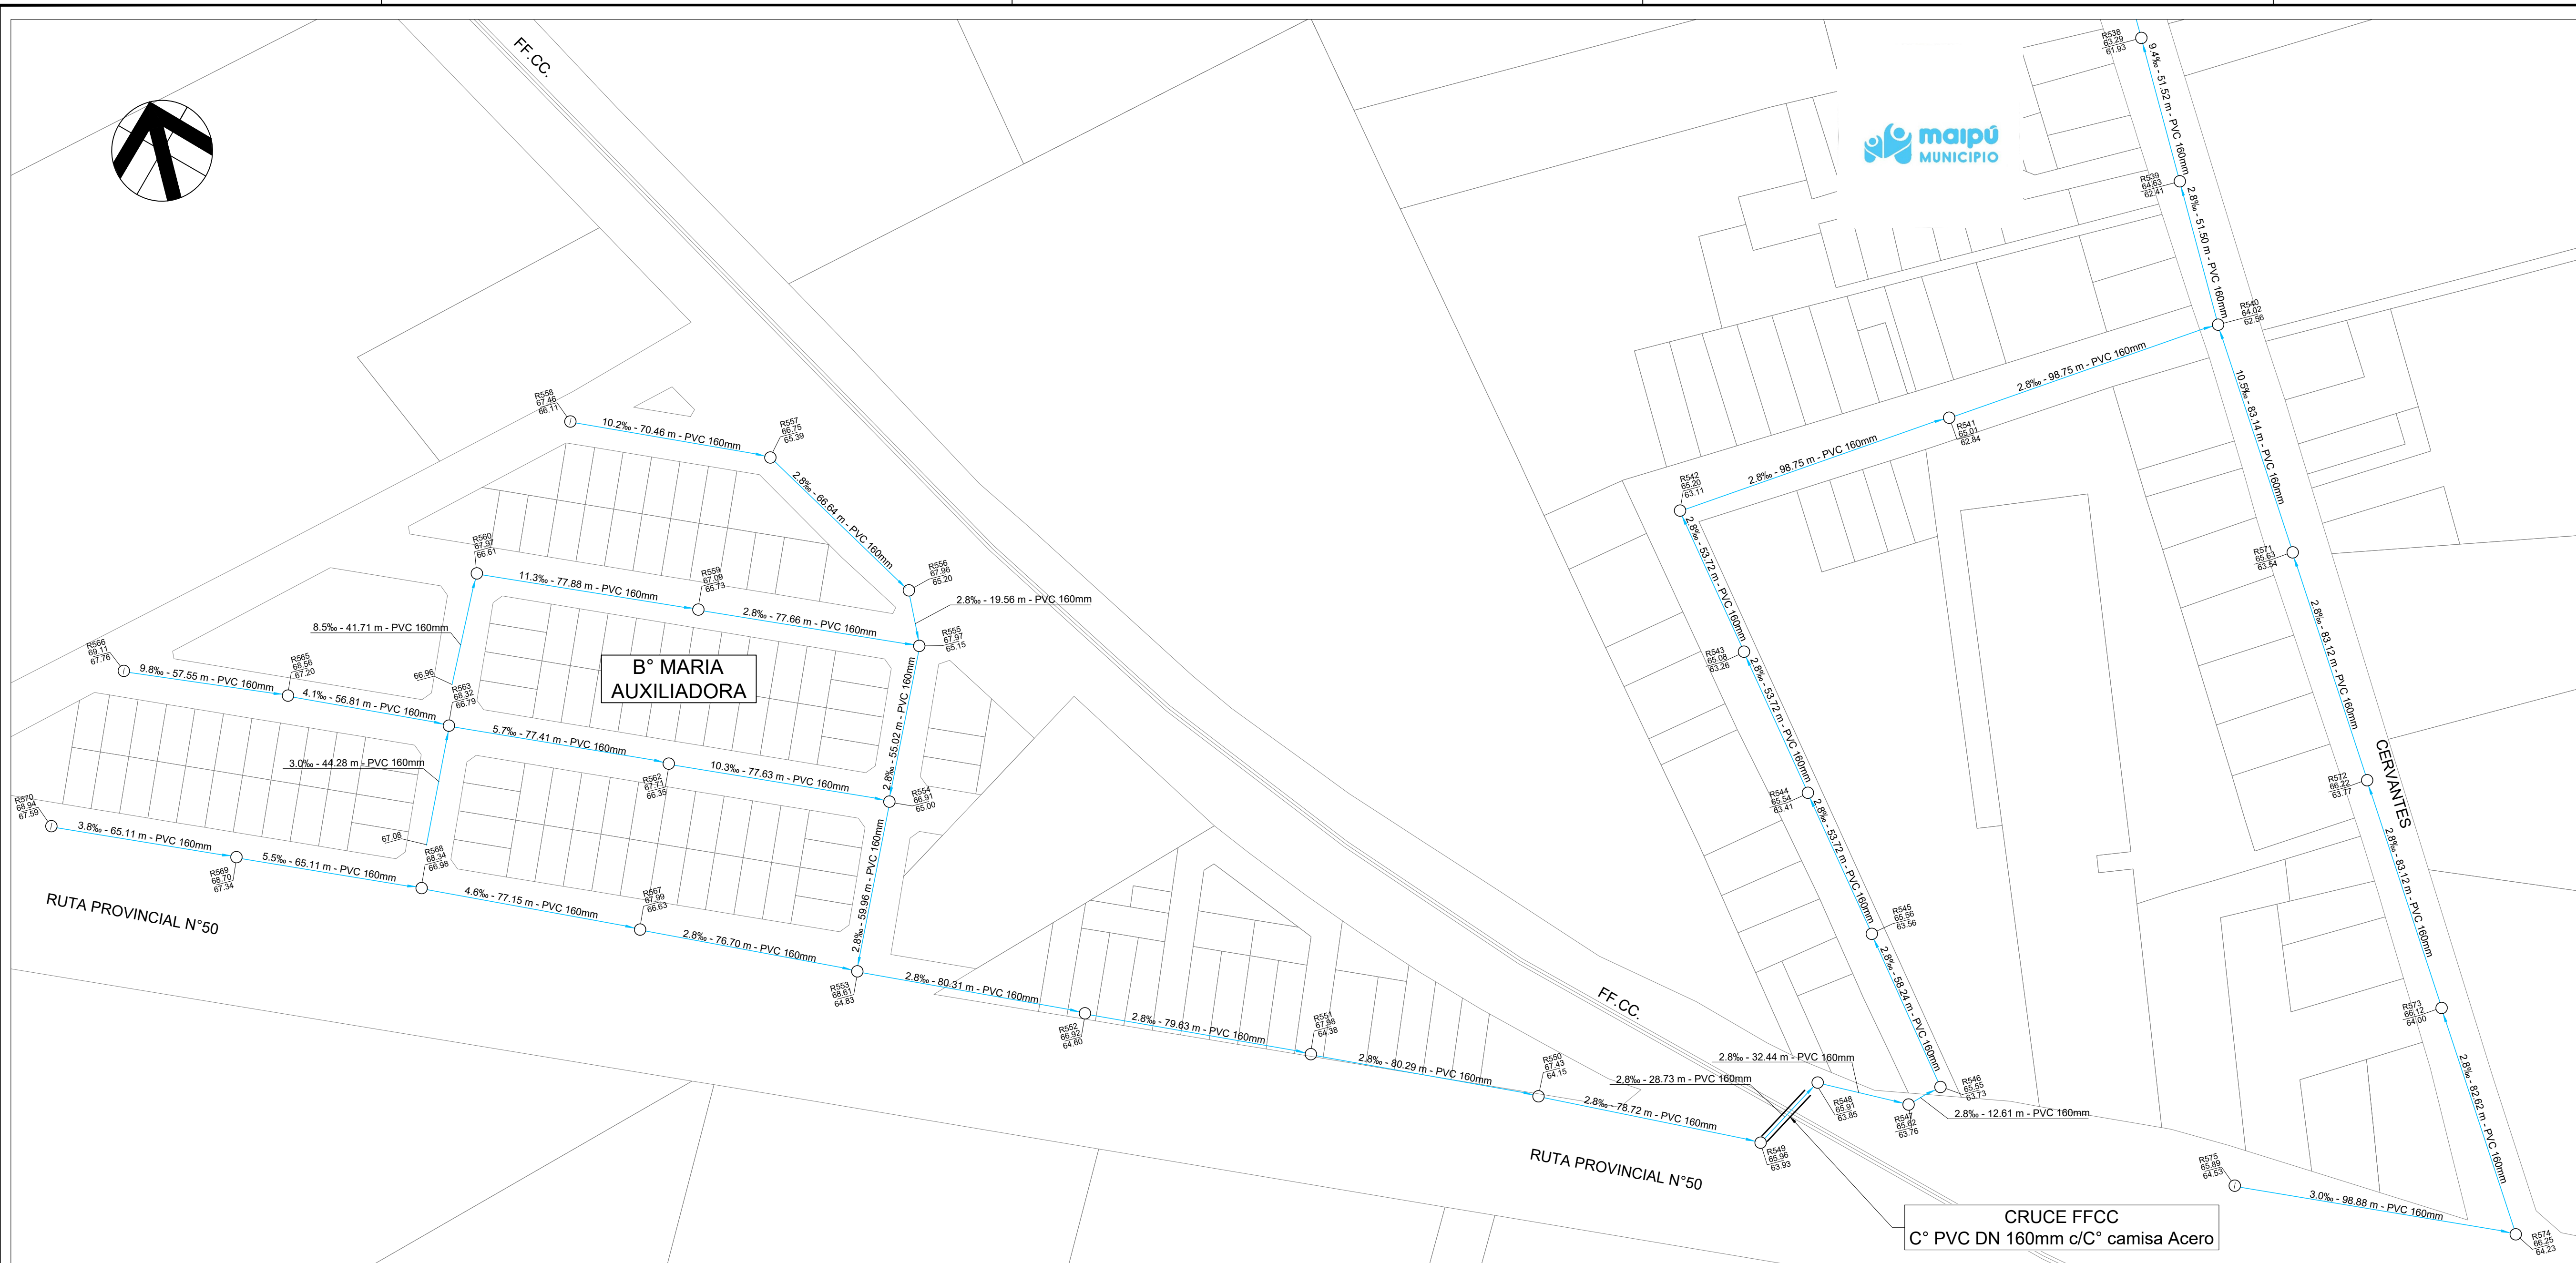 FF.CC.
R538
63.29
61.93
9.4‰ - 51.52 m - PVC 160mm
maipú
MUNICIPIO
R539
64.63
62.41
2.8‰ - 51.50 m - PVC 160mm
R540
64.02
62.56
2.8‰ - 98.75 m - PVC 160mm
R541
65.01
62.84
2.8‰ - 98.75 m - PVC 160mm
R542
65.20
63.11
10.5‰ - 83.14 m - PVC 160mm
R558
67.46
66.11
10.2‰ - 70.46 m - PVC 160mm
R557
66.75
65.39
2.8‰ - 66.64 m - PVC 160mm
R556
67.96
65.20
2.8‰ - 19.56 m - PVC 160mm
R560
67.97
66.61
11.3‰ - 77.88 m - PVC 160mm
R559
67.09
65.73
2.8‰ - 77.66 m - PVC 160mm
R555
67.97
65.15
8.5‰ - 41.71 m - PVC 160mm
R566
69.11
67.76
9.8‰ - 57.55 m - PVC 160mm
R565
68.56
67.20
4.1‰ - 56.81 m - PVC 160mm
66.96
R563
68.32
66.79
B° MARIA
AUXILIADORA
2.8‰ - 55.02 m - PVC 160mm
5.7‰ - 77.41 m - PVC 160mm
R562
67.71
66.35
10.3‰ - 77.63 m - PVC 160mm
R554
66.91
65.00
3.0‰ - 44.28 m - PVC 160mm
R570
68.94
67.59
3.8‰ - 65.11 m - PVC 160mm
R569
68.70
67.34
5.5‰ - 65.11 m - PVC 160mm
67.08
R568
68.34
66.98
4.6‰ - 77.15 m - PVC 160mm
R567
67.99
66.63
2.8‰ - 76.70 m - PVC 160mm
2.8‰ - 59.96 m - PVC 160mm
R553
68.61
64.83
RUTA PROVINCIAL N°50
2.8‰ - 80.31 m - PVC 160mm
R552
66.92
64.60
2.8‰ - 79.63 m - PVC 160mm
R551
67.98
64.38
2.8‰ - 80.29 m - PVC 160mm
R550
67.43
64.15
2.8‰ - 78.72 m - PVC 160mm
FF.CC.
2.8‰ - 32.44 m - PVC 160mm
2.8‰ - 28.73 m - PVC 160mm
R549
65.96
63.93
R548
65.91
63.85
R547
65.62
63.76
R546
65.55
63.73
2.8‰ - 12.61 m - PVC 160mm
2.8‰ - 53.72 m - PVC 160mm
R543
65.08
63.26
2.8‰ - 53.72 m - PVC 160mm
R544
65.54
63.41
2.8‰ - 53.72 m - PVC 160mm
R545
65.56
63.56
2.8‰ - 58.24 m - PVC 160mm
R571
65.63
63.54
2.8‰ - 83.12 m - PVC 160mm
CERVANTES
R572
66.22
63.77
2.8‰ - 83.12 m - PVC 160mm
R573
66.12
64.00
2.8‰ - 82.62 m - PVC 160mm
R575
65.89
64.53
3.0‰ - 98.88 m - PVC 160mm
R574
66.25
64.23
RUTA PROVINCIAL N°50
CRUCE FFCC
C° PVC DN 160mm c/C° camisa Acero